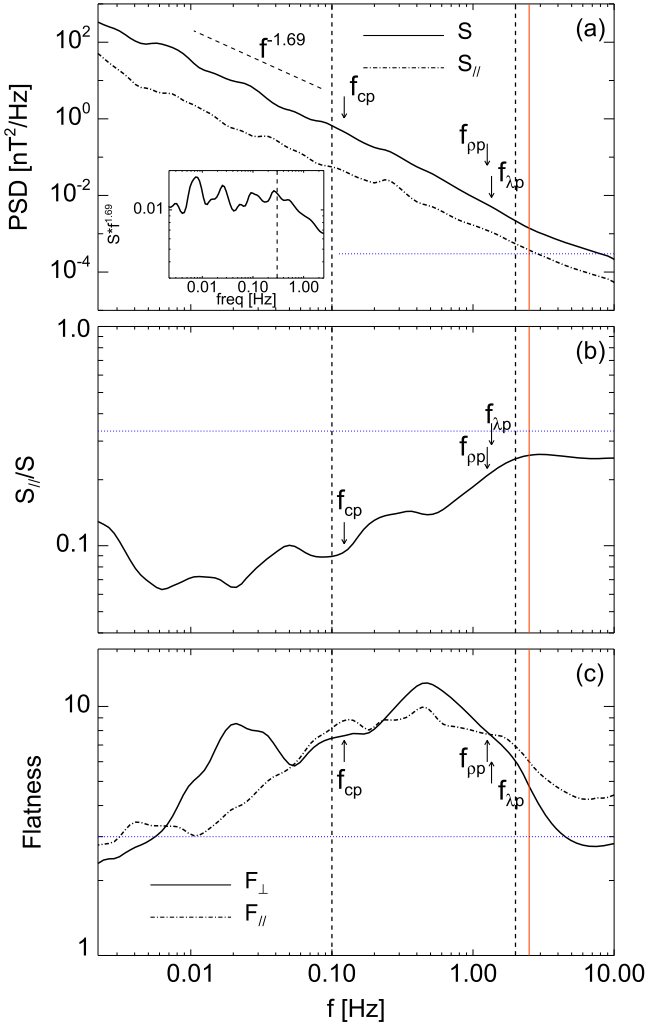 (a)
PSD [nT²/Hz]
10²
10⁰
10⁻²
10⁻⁴
f⁻¹·⁶⁹
S
S//
f_cp
f_ρp
f_λp
S*f¹·⁶⁹
0.01
0.01 0.10 1.00
freq [Hz]
(b)
S///S
1.0
0.1
f_λp
f_ρp
f_cp
(c)
Flatness
10
1
f_cp
f_ρp
f_λp
F⊥
F//
0.01 0.10 1.00 10.00
f [Hz]